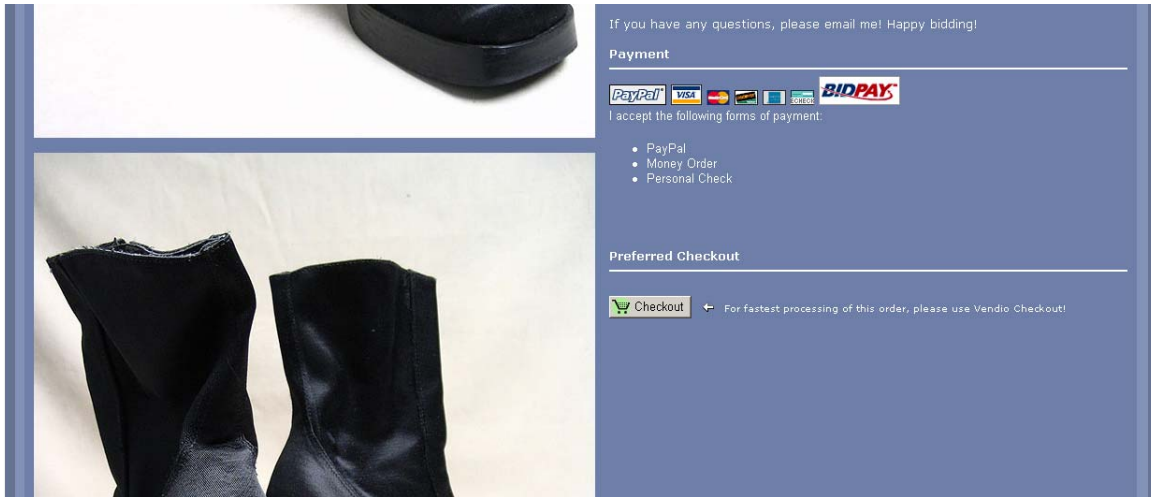 If you have any questions, please email me! Happy bidding!
Payment
PayPal VISA BIDPAY
I accept the following forms of payment:
PayPal
Money Order
Personal Check
Preferred Checkout
Checkout For fastest processing of this order, please use Vendio Checkout!